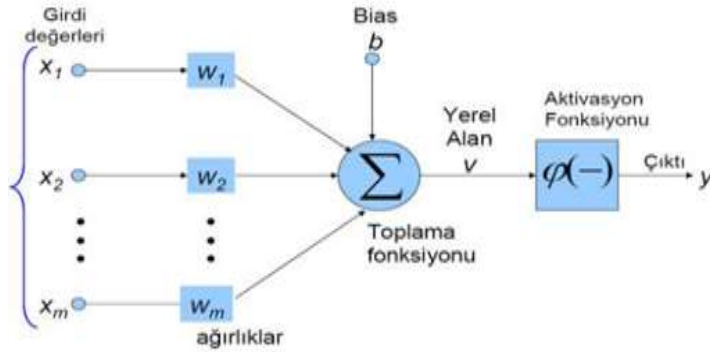 Girdi
değerleri
x1
w1
x2
w2
xm
wm
ağırlıklar
Bias
b
∑
Toplama
fonksiyonu
Yerel
Alan
v
Aktivasyon
Fonksiyonu
φ(−)
Çıktı
y